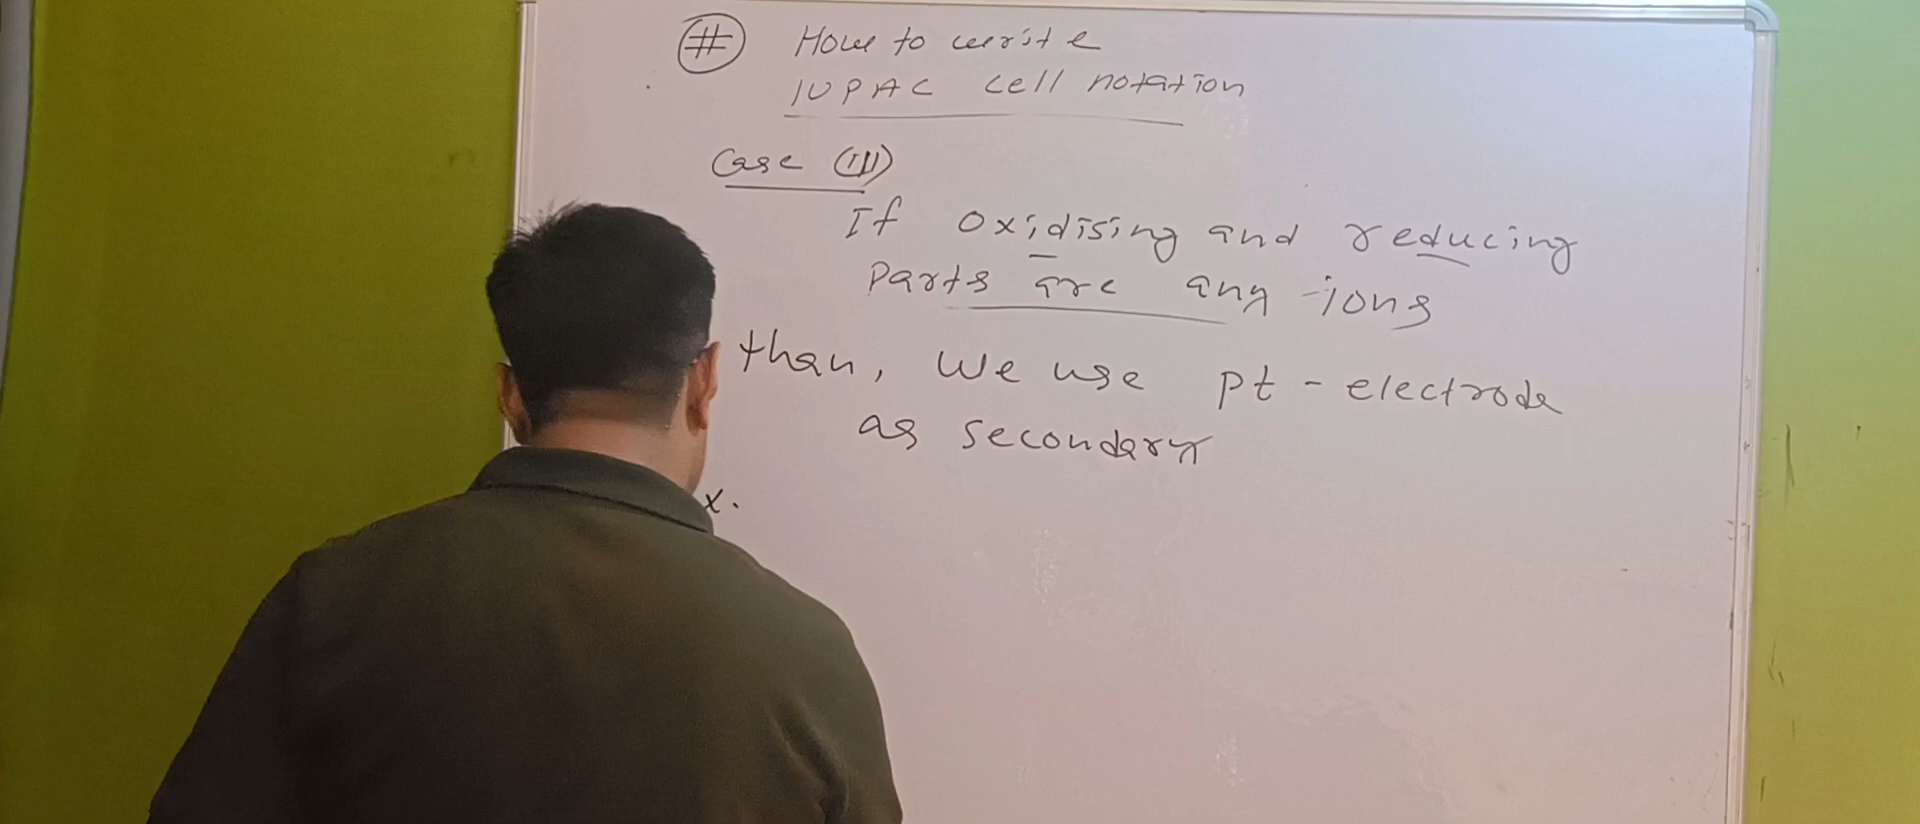 # How to write
IUPAC cell notation
Case (III)
If oxidising and reducing
parts are any -ions
than, we use pt - electrode
as secondary
x.